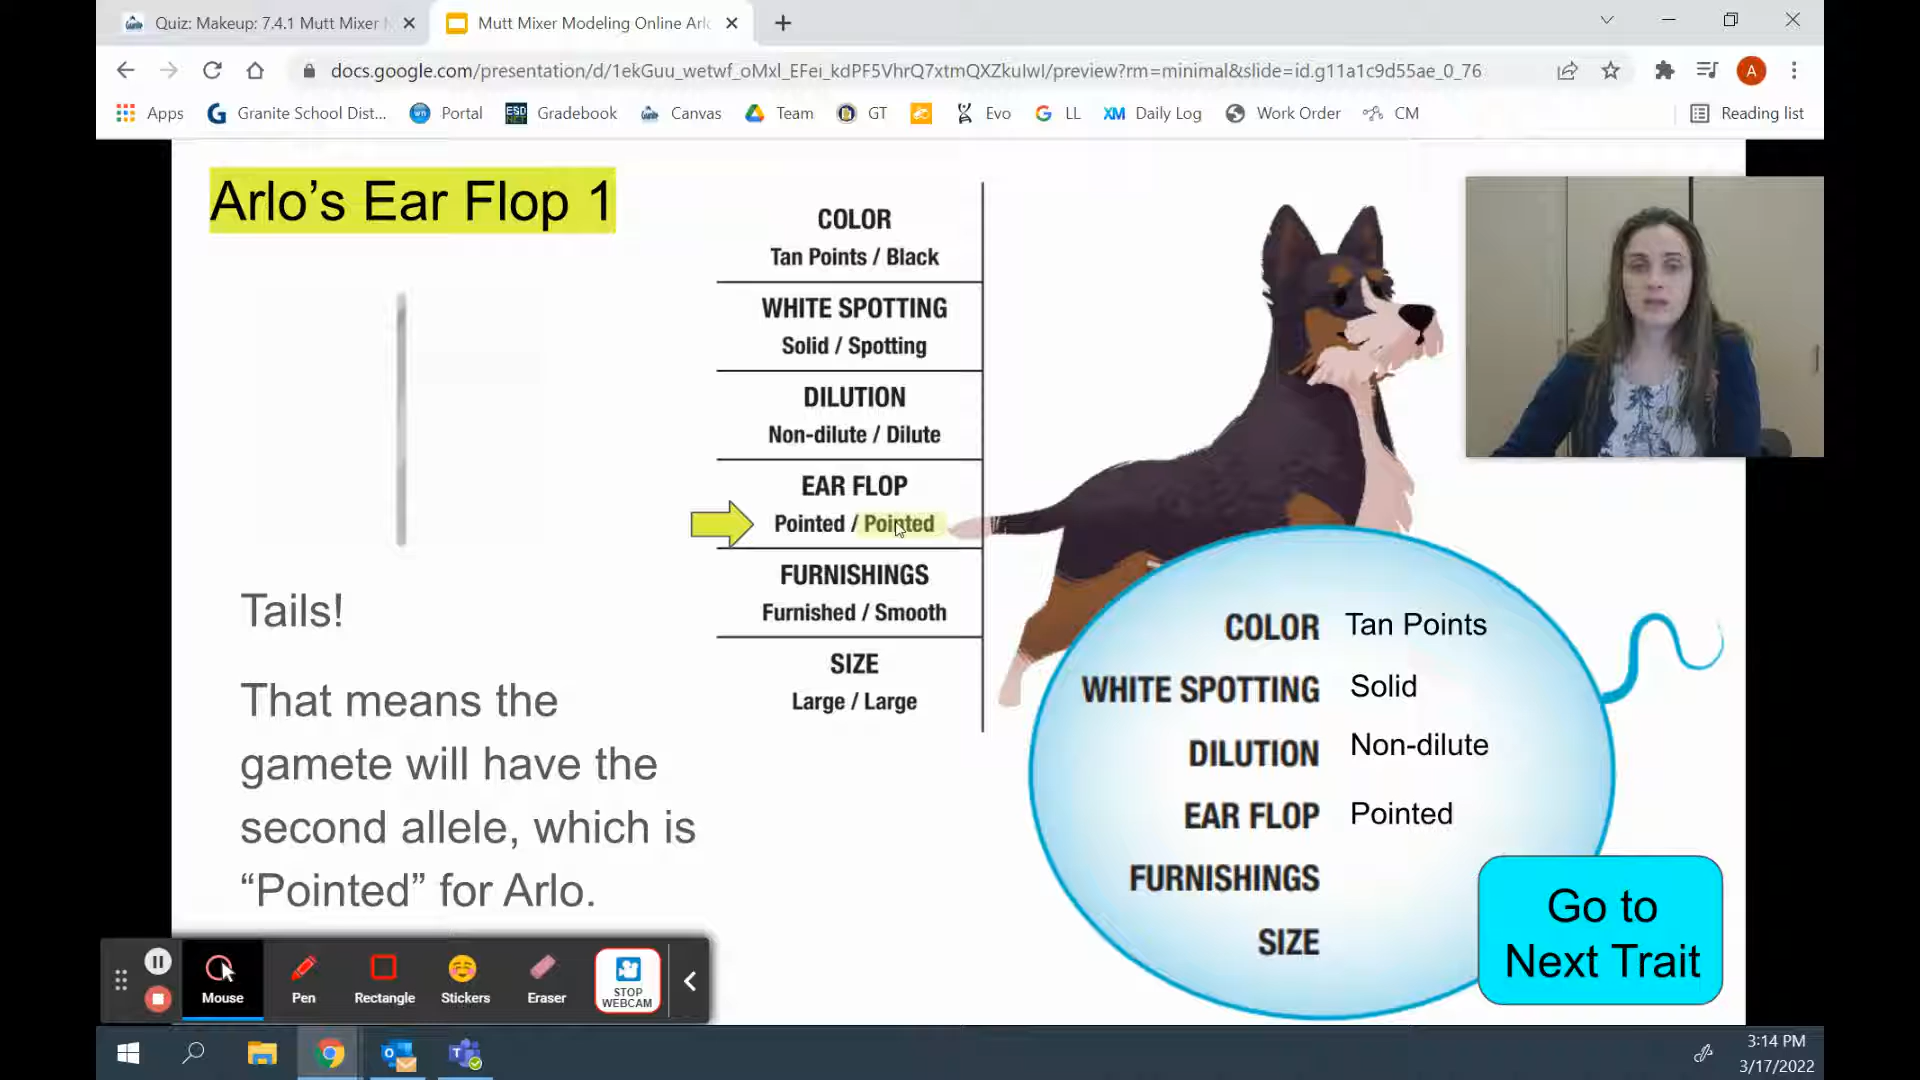 Quiz: Makeup: 7.4.1 Mutt Mixer
Mutt Mixer Modeling Online Arlo
docs.google.com/presentation/d/1ekGuu_wetwf_oMxl_EFei_kdPF5VhrQ7xtmQXZkulwI/preview?rm=minimal&slide=id.g11a1c9d55ae_0_76
A
Apps
Granite School Dist...
Portal
Gradebook
Canvas
Team
GT
Evo
LL
XM Daily Log
Work Order
CM
Reading list
Arlo's Ear Flop 1
COLOR
Tan Points / Black
WHITE SPOTTING
Solid / Spotting
DILUTION
Non-dilute / Dilute
EAR FLOP
Pointed / Pointed
FURNISHINGS
Furnished / Smooth
SIZE
Large / Large
Tails!
That means the
gamete will have the
second allele, which is
“Pointed” for Arlo.
COLOR Tan Points
WHITE SPOTTING Solid
DILUTION Non-dilute
EAR FLOP Pointed
FURNISHINGS
SIZE
Go to
Next Trait
Mouse
Pen
Rectangle
Stickers
Eraser
STOP
WEBCAM
3:14 PM
3/17/2022